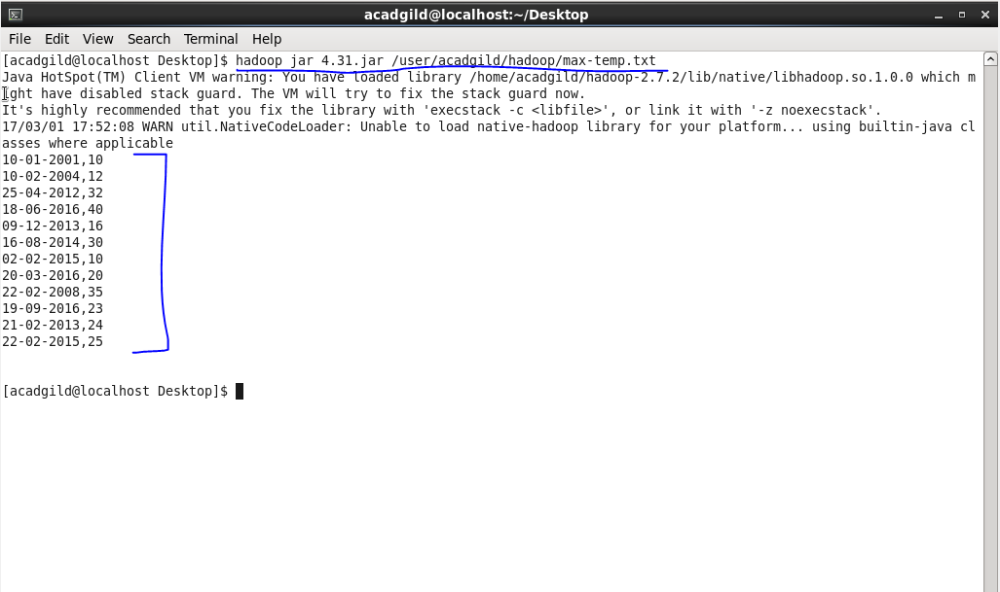 acadgild@localhost:~/Desktop
File Edit View Search Terminal Help
[acadgild@localhost Desktop]$ hadoop jar 4.31.jar /user/acadgild/hadoop/max-temp.txt
Java HotSpot(TM) Client VM warning: You have loaded library /home/acadgild/hadoop-2.7.2/lib/native/libhadoop.so.1.0.0 which m
ight have disabled stack guard. The VM will try to fix the stack guard now.
It's highly recommended that you fix the library with 'execstack -c <libfile>', or link it with '-z noexecstack'.
17/03/01 17:52:08 WARN util.NativeCodeLoader: Unable to load native-hadoop library for your platform... using builtin-java cl
asses where applicable
10-01-2001,10
10-02-2004,12
25-04-2012,32
18-06-2016,40
09-12-2013,16
16-08-2014,30
02-02-2015,10
20-03-2016,20
22-02-2008,35
19-09-2016,23
21-02-2013,24
22-02-2015,25
[acadgild@localhost Desktop]$